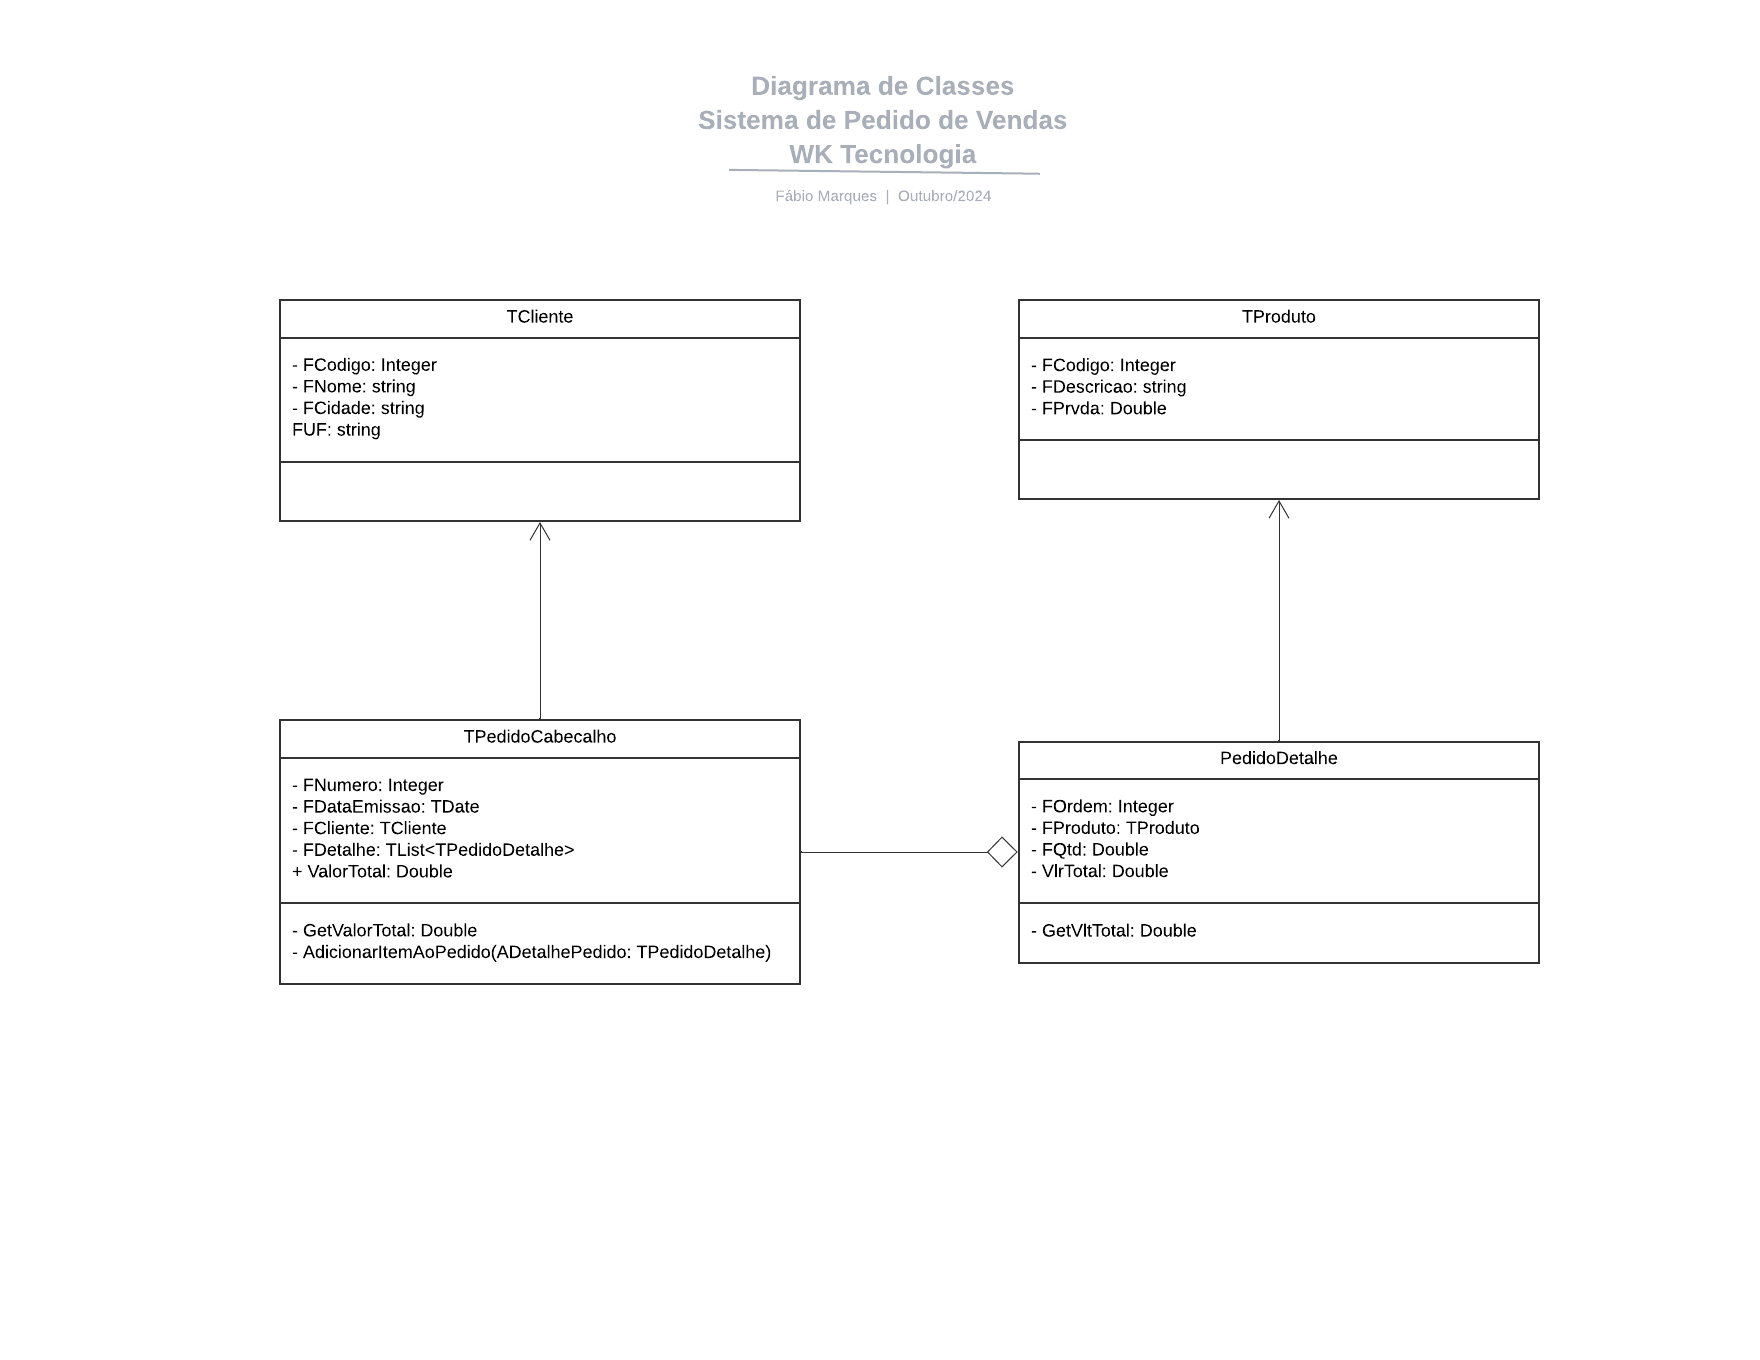 Diagrama de Classes
Sistema de Pedido de Vendas
WK Tecnologia
Fábio Marques | Outubro/2024
TCliente
- FCodigo: Integer
- FNome: string
- FCidade: string
FUF: string
TProduto
- FCodigo: Integer
- FDescricao: string
- FPrvda: Double
TPedidoCabecalho
- FNumero: Integer
- FDataEmissao: TDate
- FCliente: TCliente
- FDetalhe: TList<TPedidoDetalhe>
+ ValorTotal: Double
- GetValorTotal: Double
- AdicionarItemAoPedido(ADetalhePedido: TPedidoDetalhe)
PedidoDetalhe
- FOrdem: Integer
- FProduto: TProduto
- FQtd: Double
- VlrTotal: Double
- GetVltTotal: Double